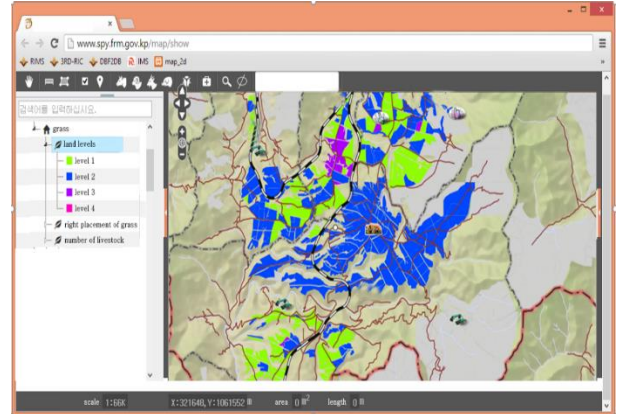 www.spy.frm.gov.kp/map/show
RIMS 3RD-RIC DBF2DB IMS map_2d »
검색어를 입력하십시요.
grass
land levels
level 1
level 2
level 3
level 4
right placement of grass
number of livestock
scale 1:66K X:321648, Y:1061552 m area 0 m² length 0 m